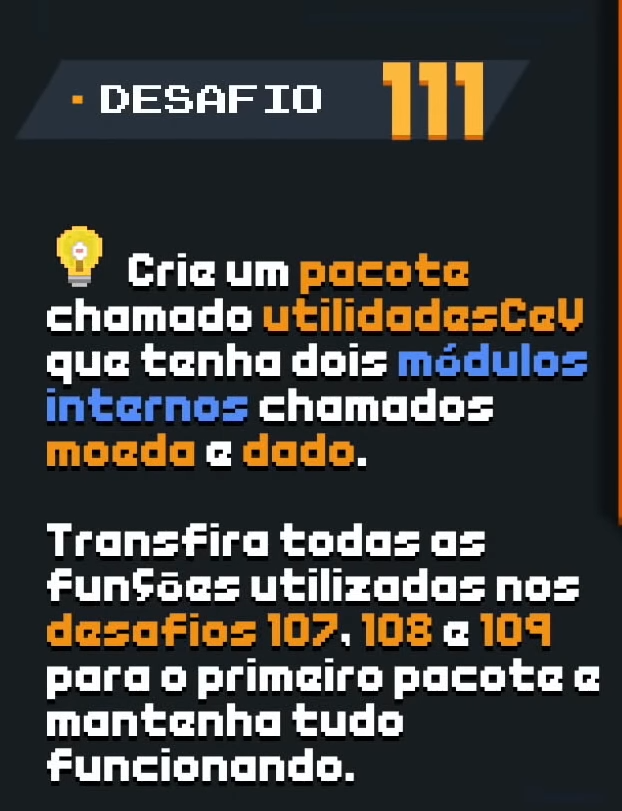 DESAFIO 111
Crie um pacote
chamado utilidadesCeV
que tenha dois módulos
internos chamados
moeda e dado.
Transfira todas as
funções utilizadas nos
desafios 107, 108 e 109
para o primeiro pacote e
mantenha tudo
funcionando.